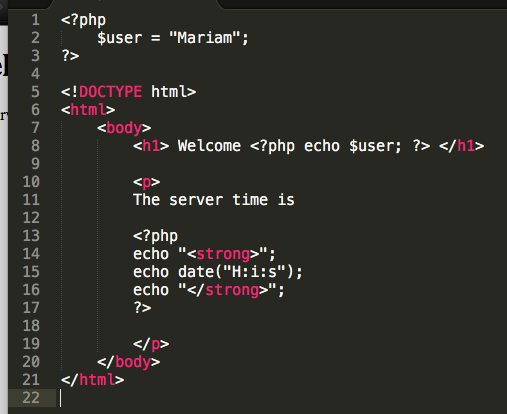 1 <?php
2     $user = "Mariam";
3 ?>
4
5 <!DOCTYPE html>
6 <html>
7     <body>
8         <h1> Welcome <?php echo $user; ?> </h1>
9
10         <p>
11         The server time is
12
13         <?php
14         echo "<strong>";
15         echo date("H:i:s");
16         echo "</strong>";
17         ?>
18
19         </p>
20     </body>
21 </html>
22